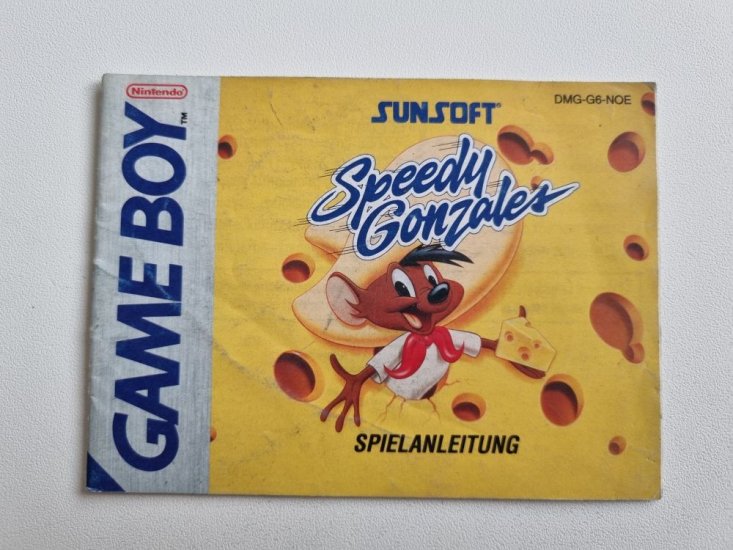 Nintendo
GAME BOY™
SUNSOFT®
DMG-G6-NOE
Speedy
Gonzales
SPIELANLEITUNG